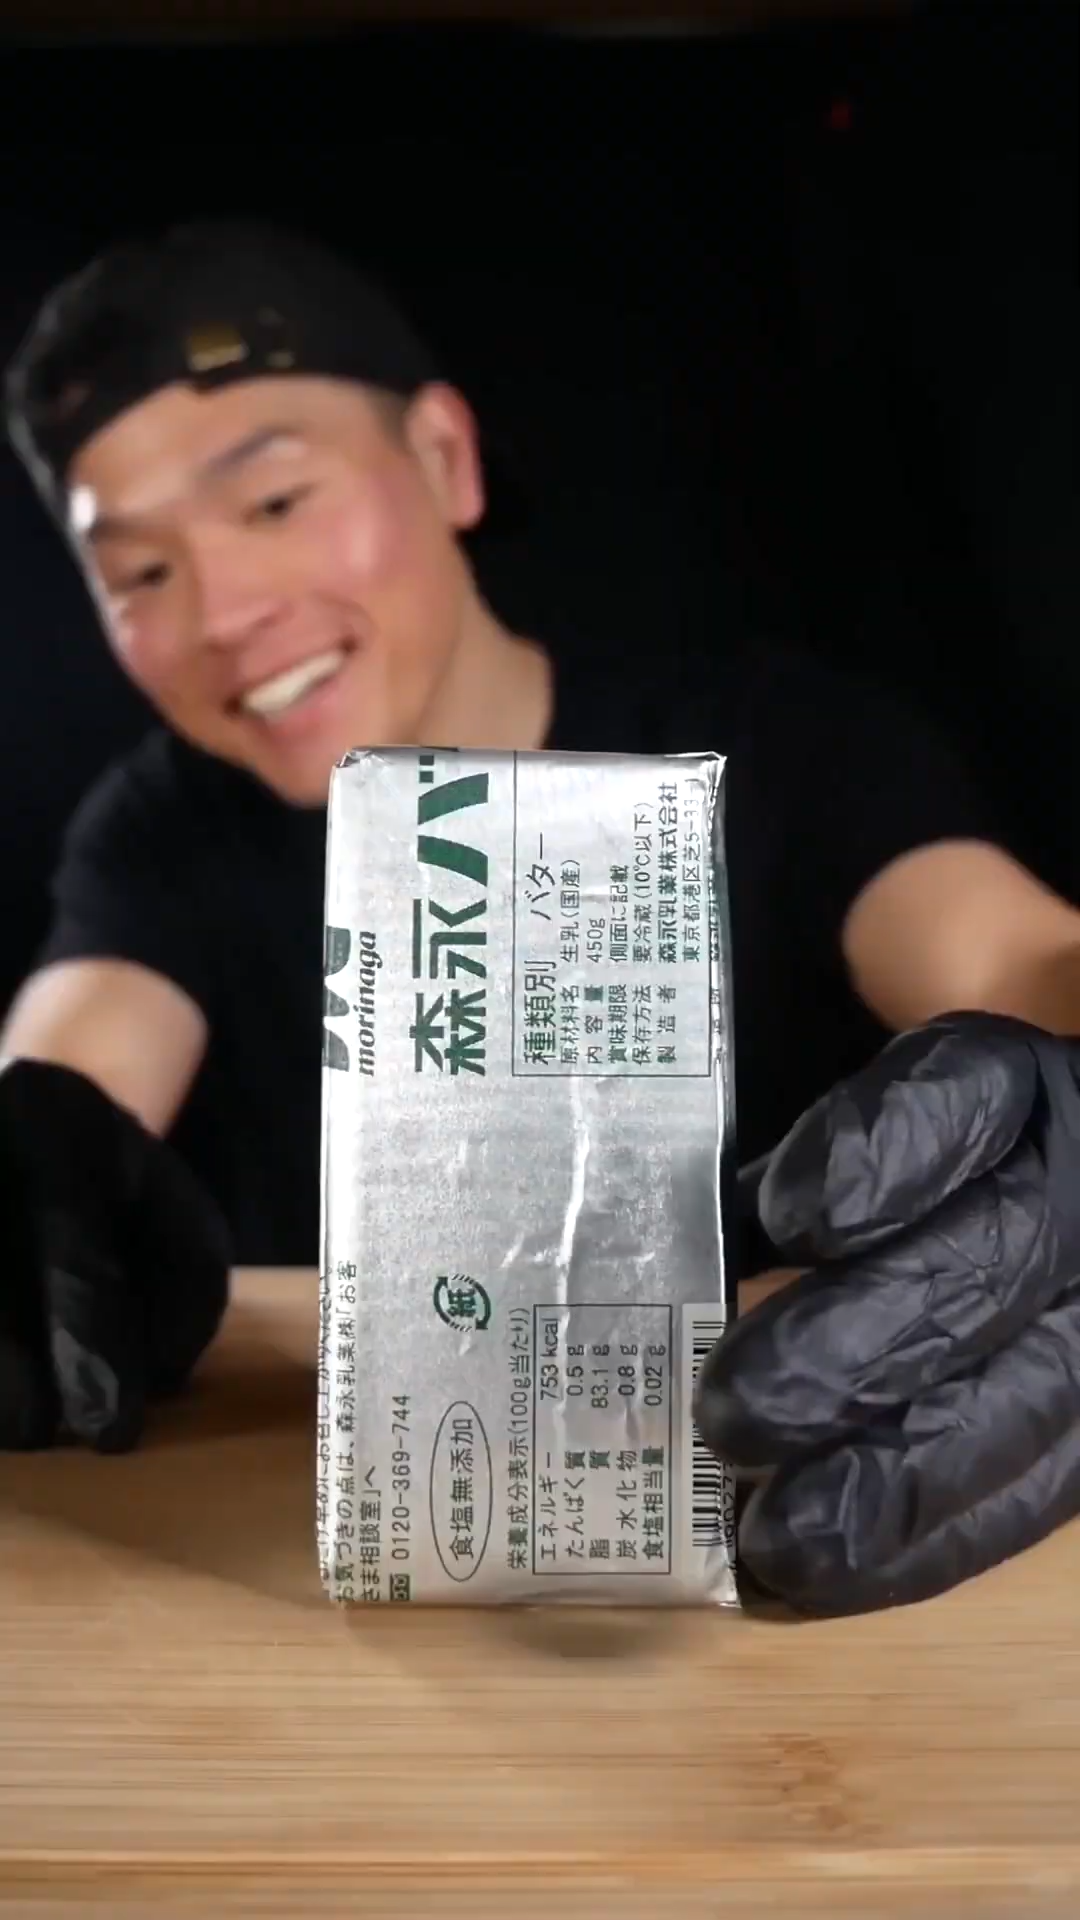 morinaga
森永バ
種類別 バター
原材料名 生乳(国産)
内容量 450g
賞味期限 側面に記載
保存方法 要冷蔵(10℃以下)
製造者 森永乳業株式会社
東京都港区芝5-33-1
紙
お気づきの点は、森永乳業㈱「お客
さま相談室」へ
0120-369-744
食塩無添加
栄養成分表示(100g当たり)
エネルギー 753 kcal
たんぱく質 0.5 g
脂質 83.1 g
炭水化物 0.8 g
食塩相当量 0.02 g